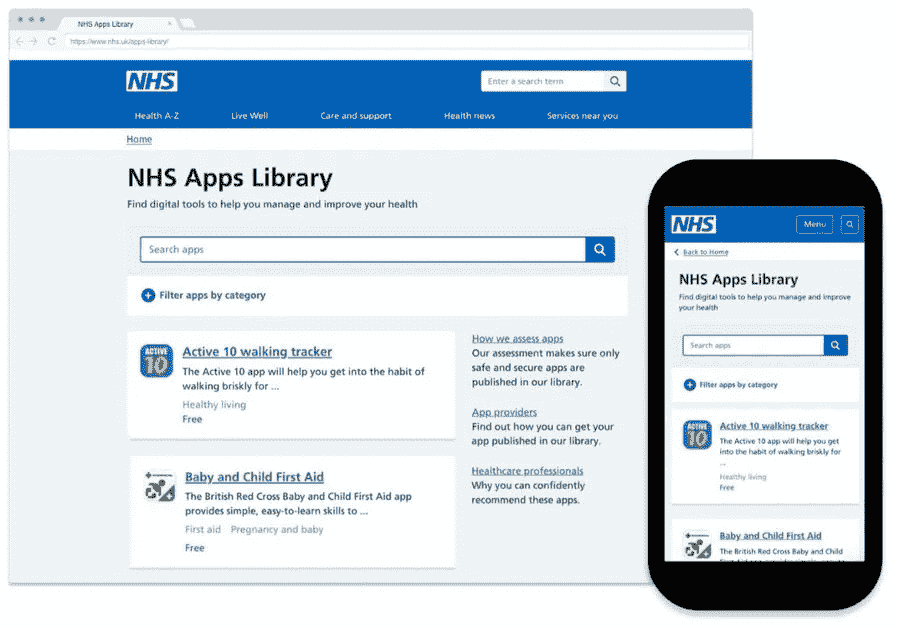 NHS Apps Library
https://www.nhs.uk/apps-library/
NHS
Enter a search term
Health A-Z
Live Well
Care and support
Health news
Services near you
Home
NHS Apps Library
Find digital tools to help you manage and improve your health
Search apps
Filter apps by category
ACTIVE
10
Active 10 walking tracker
The Active 10 app will help you get into the habit of
walking briskly for ...
Healthy living
Free
Baby and Child First Aid
The British Red Cross Baby and Child First Aid app
provides simple, easy-to-learn skills to ...
First aid Pregnancy and baby
Free
How we assess apps
Our assessment makes sure only
safe and secure apps are
published in our library.
App providers
Find out how you can get your
app published in our library.
Healthcare professionals
Why you can confidently
recommend these apps.
NHS
Menu
Back to Home
NHS Apps Library
Find digital tools to help you manage and improve
your health
Search apps
Filter apps by category
ACTIVE
10
Active 10 walking tracker
The Active 10 app will help you get
into the habit of walking briskly for
...
Healthy living
Free
Baby and Child First Aid
The British Red Cross Baby and Child